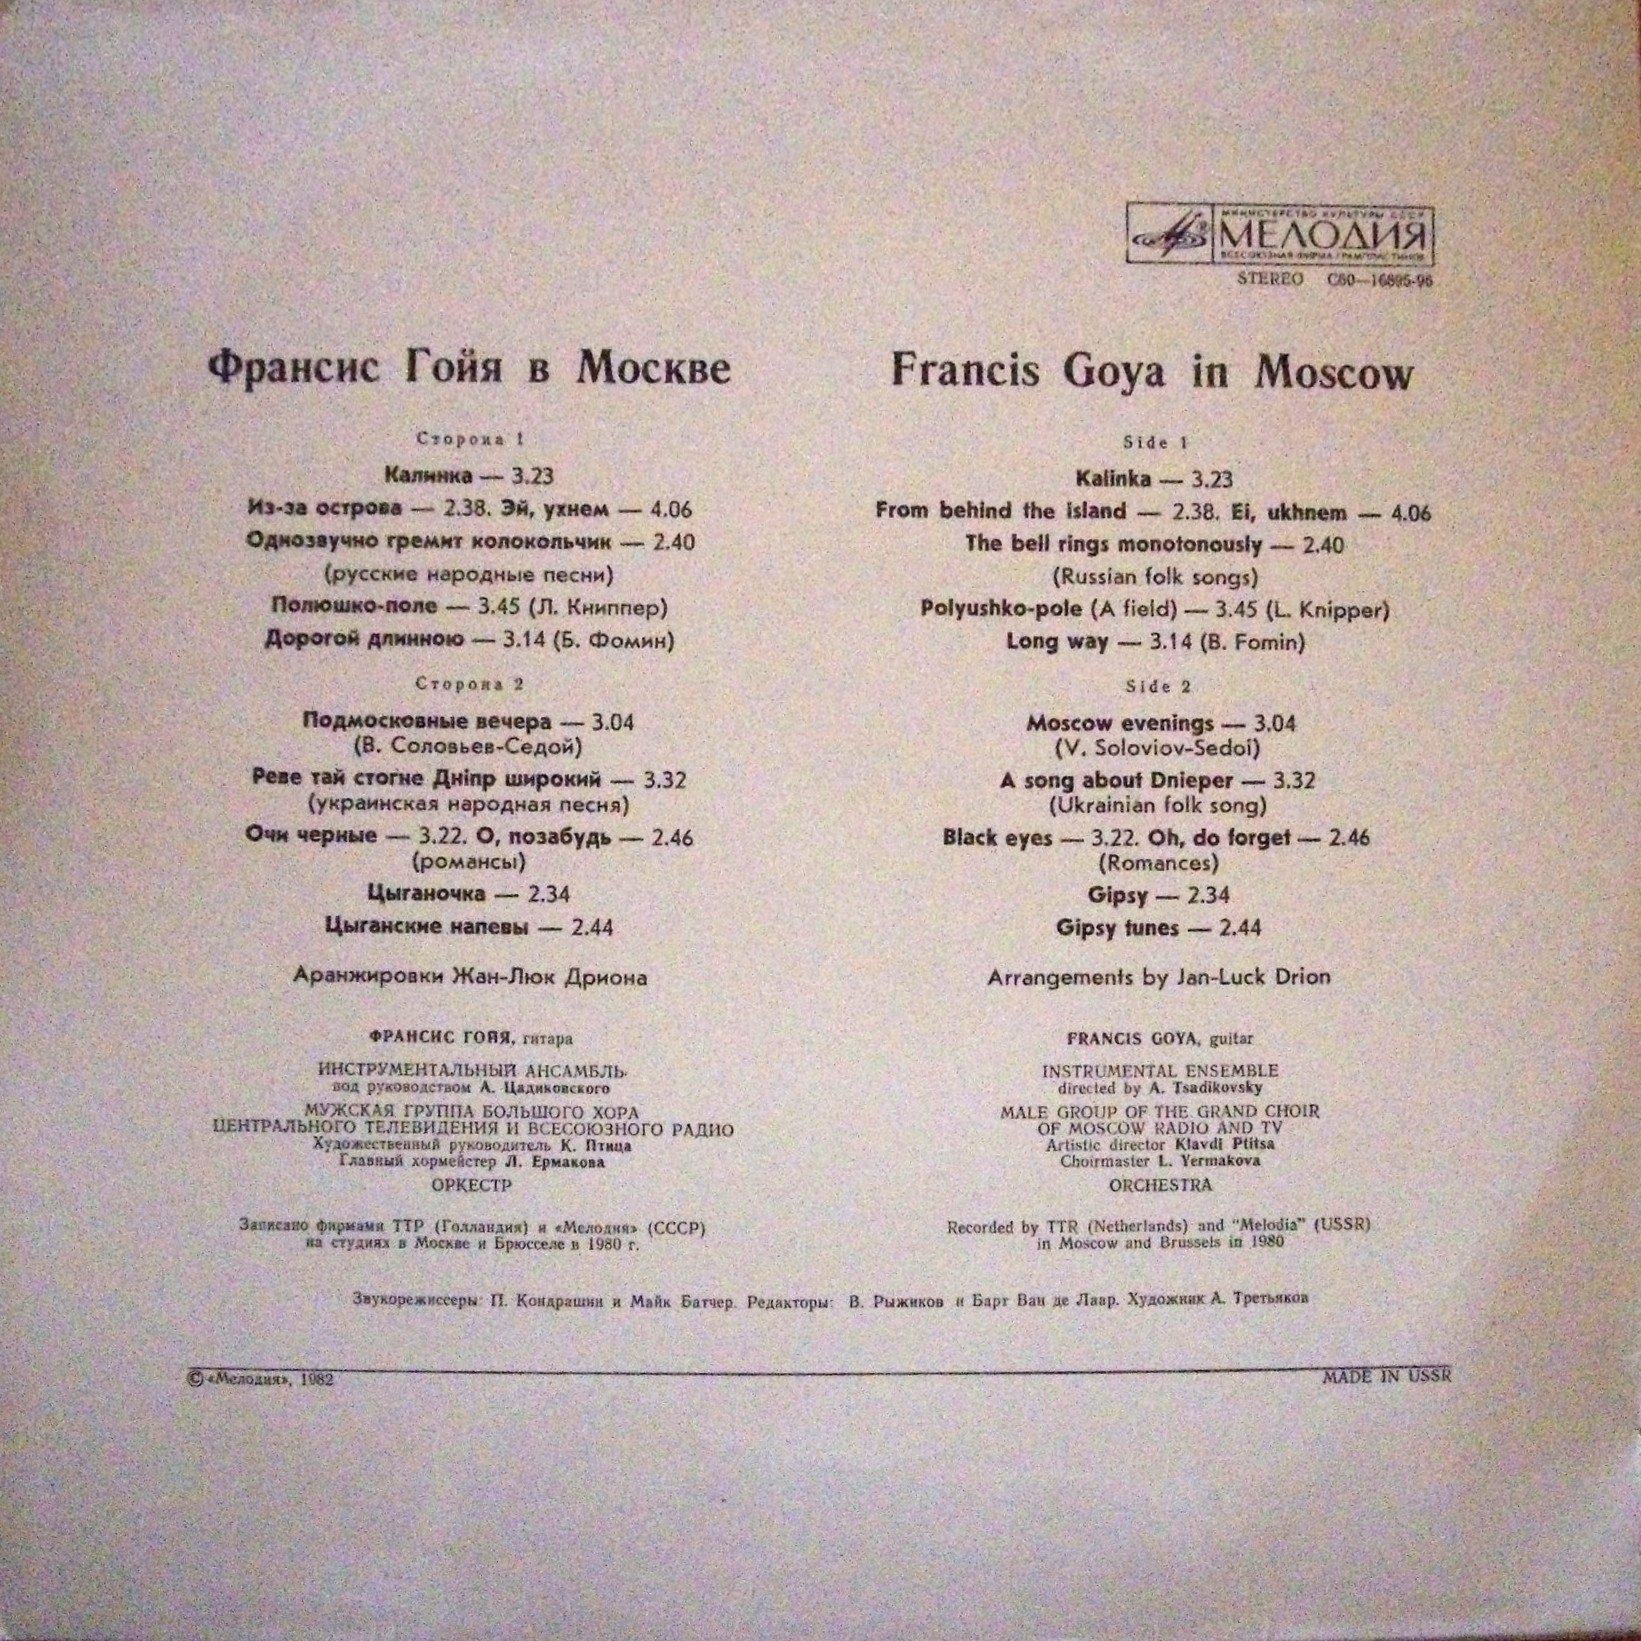 МИНИСТЕРСТВО КУЛЬТУРЫ СССР
МЕЛОДИЯ
ВСЕСОЮЗНАЯ ФИРМА ГРАМПЛАСТИНОК
STEREO С60—16895-96
Франсис Гойя в Москве
Сторона 1
Калинка — 3.23
Из-за острова — 2.38. Эй, ухнем — 4.06
Однозвучно гремит колокольчик — 2.40
(русские народные песни)
Полюшко-поле — 3.45 (Л. Книппер)
Дорогой длинною — 3.14 (Б. Фомин)
Сторона 2
Подмосковные вечера — 3.04
(В. Соловьев-Седой)
Реве тай стогне Дніпр широкий — 3.32
(украинская народная песня)
Очи черные — 3.22. О, позабудь — 2.46
(романсы)
Цыганочка — 2.34
Цыганские напевы — 2.44
Аранжировки Жан-Люк Дриона
ФРАНСИС ГОЙЯ, гитара
ИНСТРУМЕНТАЛЬНЫЙ АНСАМБЛЬ
под руководством А. Цадиковского
МУЖСКАЯ ГРУППА БОЛЬШОГО ХОРА
ЦЕНТРАЛЬНОГО ТЕЛЕВИДЕНИЯ И ВСЕСОЮЗНОГО РАДИО
Художественный руководитель К. Птица
Главный хормейстер Л. Ермакова
ОРКЕСТР
Записано фирмами ТТР (Голландия) и «Мелодия» (СССР)
на студиях в Москве и Брюсселе в 1980 г.
Francis Goya in Moscow
Side 1
Kalinka — 3.23
From behind the island — 2.38. Ei, ukhnem — 4.06
The bell rings monotonously — 2.40
(Russian folk songs)
Polyushko-pole (A field) — 3.45 (L. Knipper)
Long way — 3.14 (B. Fomin)
Side 2
Moscow evenings — 3.04
(V. Soloviov-Sedoi)
A song about Dnieper — 3.32
(Ukrainian folk song)
Black eyes — 3.22. Oh, do forget — 2.46
(Romances)
Gipsy — 2.34
Gipsy tunes — 2.44
Arrangements by Jan-Luck Drion
FRANCIS GOYA, guitar
INSTRUMENTAL ENSEMBLE
directed by A. Tsadikovsky
MALE GROUP OF THE GRAND CHOIR
OF MOSCOW RADIO AND TV
Artistic director Klavdi Ptitsa
Choirmaster L. Yermakova
ORCHESTRA
Recorded by TTR (Netherlands) and "Melodia" (USSR)
in Moscow and Brussels in 1980
Звукорежиссеры: П. Кондрашин и Майк Батчер. Редакторы: В. Рыжиков и Барт Ван де Лаар. Художник А. Третьяков
© «Мелодия», 1982
MADE IN USSR